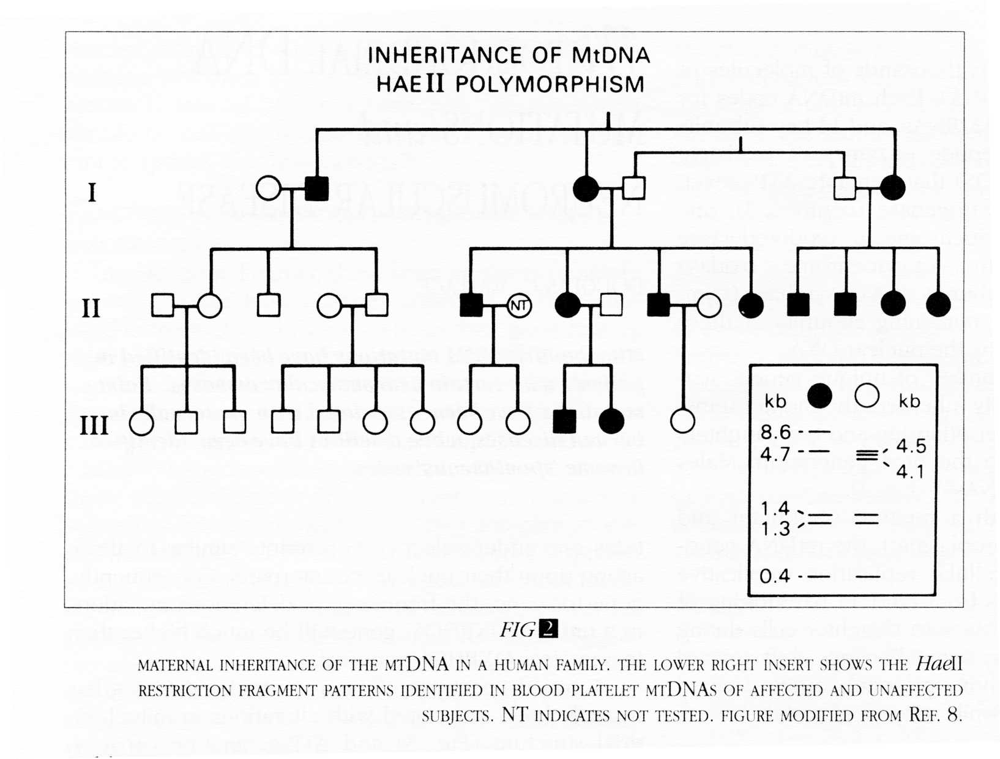 INHERITANCE OF MtDNA
HAE II POLYMORPHISM
I
II
NT
III
kb kb
8.6
4.7
4.5
4.1
1.4
1.3
0.4
FIG 2
MATERNAL INHERITANCE OF THE MTDNA IN A HUMAN FAMILY. THE LOWER RIGHT INSERT SHOWS THE HaeII
RESTRICTION FRAGMENT PATTERNS IDENTIFIED IN BLOOD PLATELET MTDNAS OF AFFECTED AND UNAFFECTED
SUBJECTS. NT INDICATES NOT TESTED. FIGURE MODIFIED FROM REF. 8.